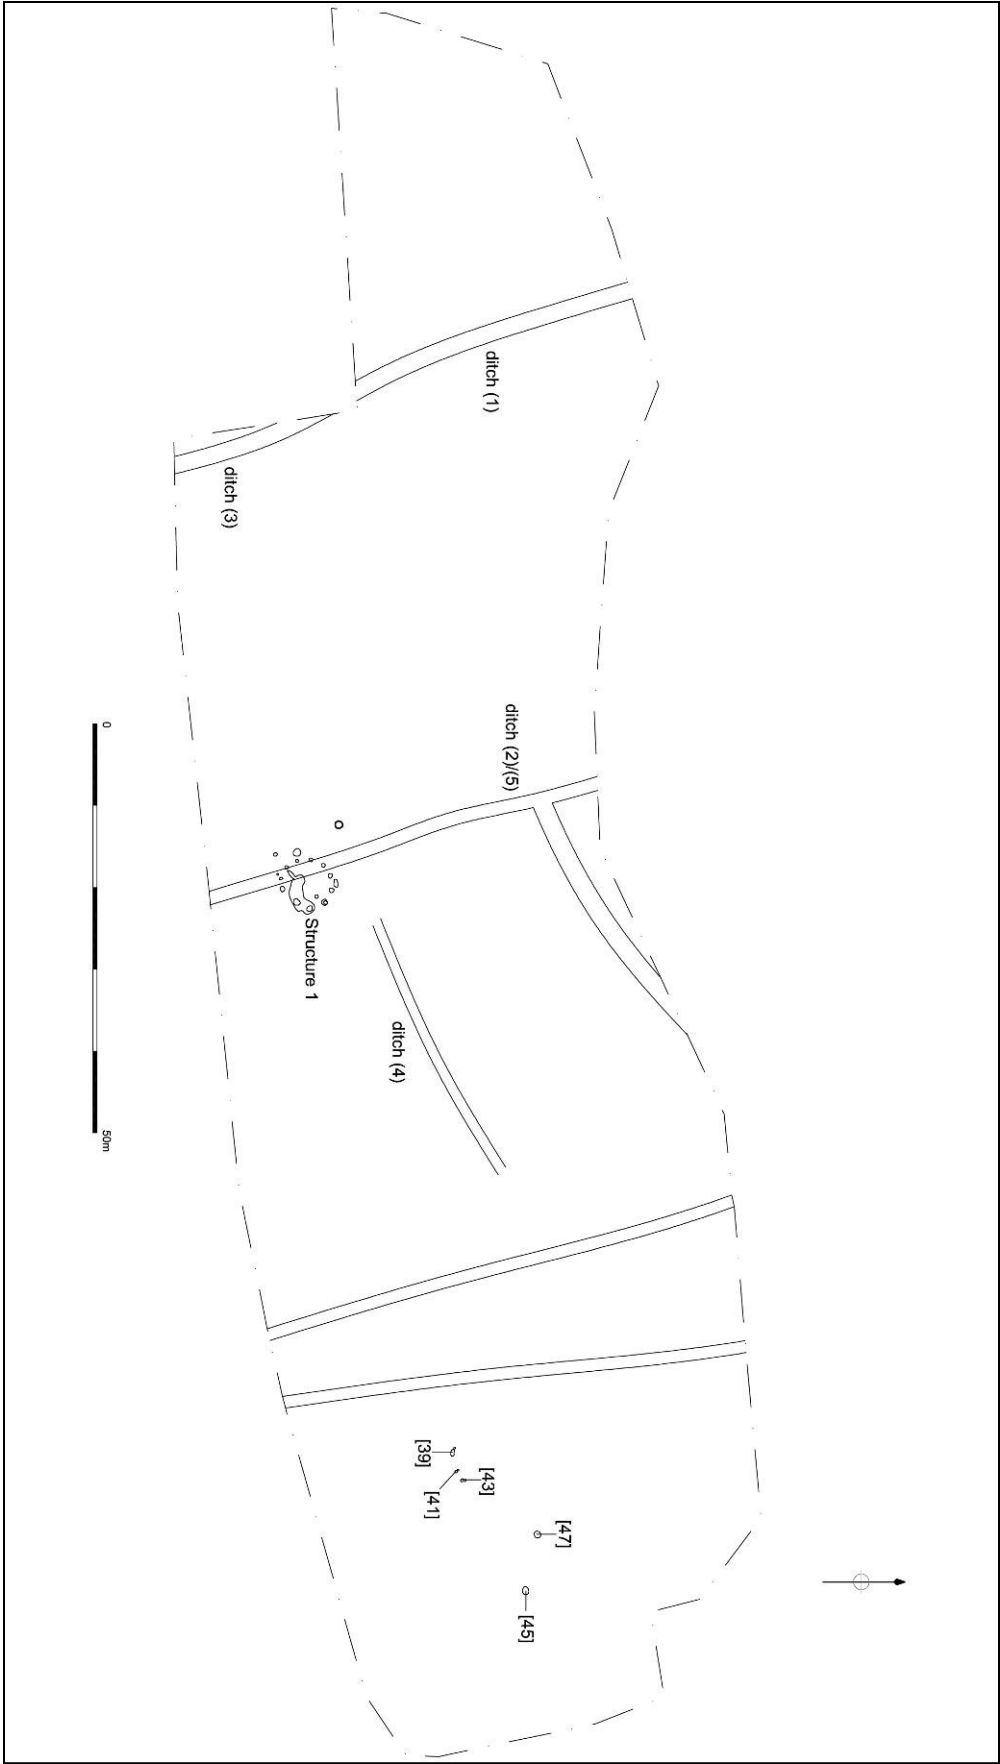 ditch (1)
ditch (3)
ditch (2)/(5)
0
50m
Structure 1
ditch (4)
[39]
[43]
[41]
[47]
[45]